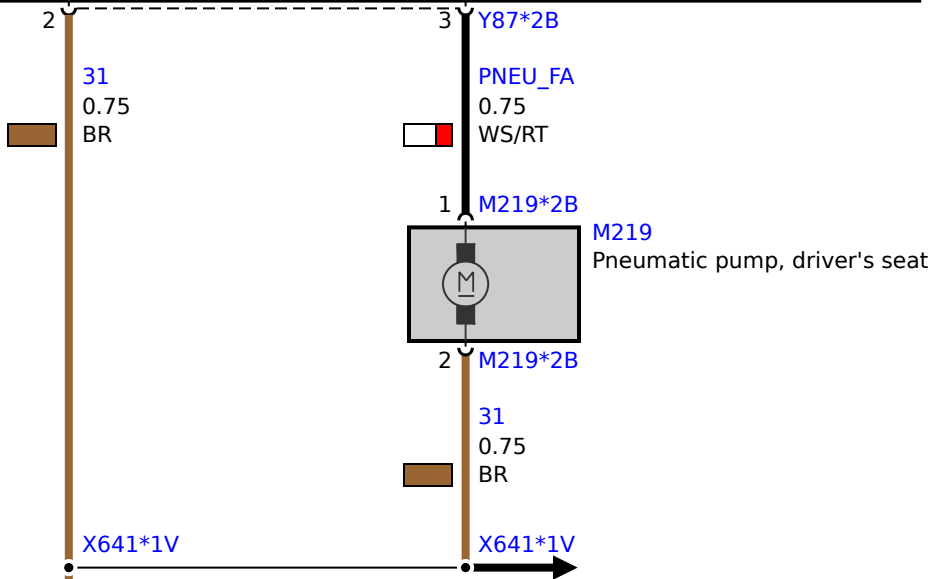 2
3 Y87*2B
31
0.75
BR
PNEU_FA
0.75
WS/RT
1 M219*2B
M219
Pneumatic pump, driver's seat
M
2 M219*2B
31
0.75
BR
X641*1V
X641*1V